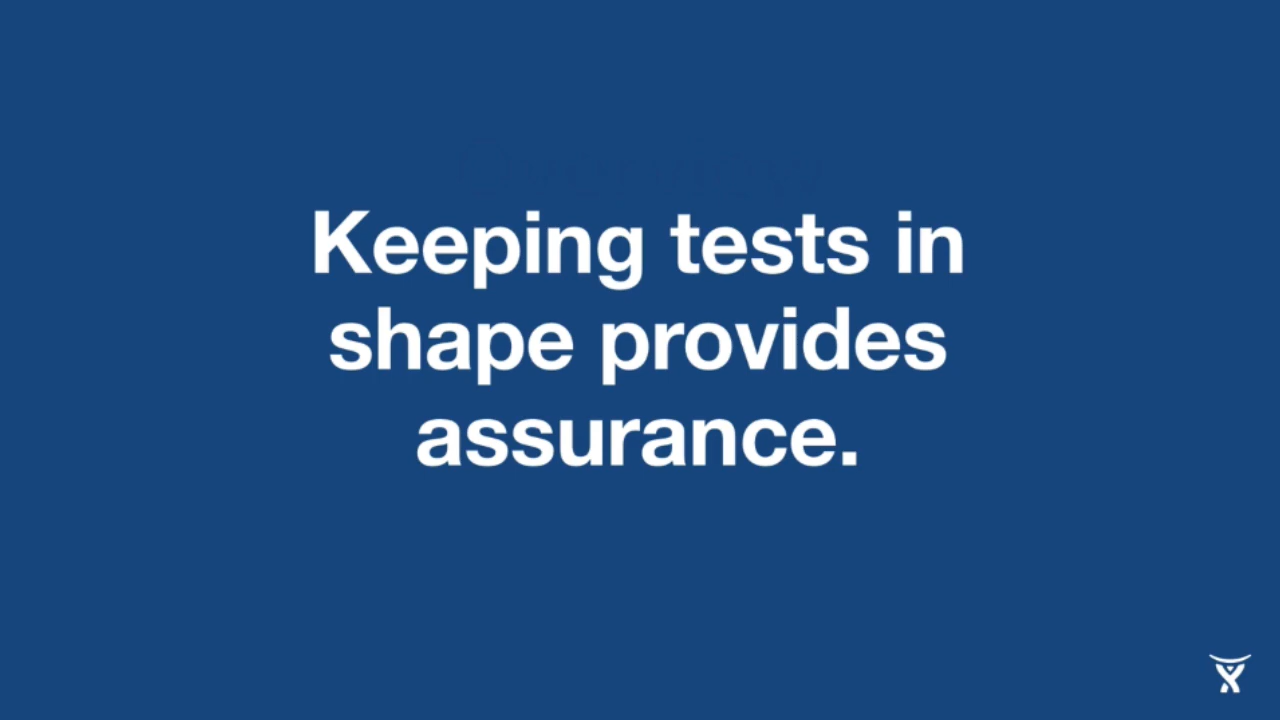 Keeping tests in
shape provides
assurance.